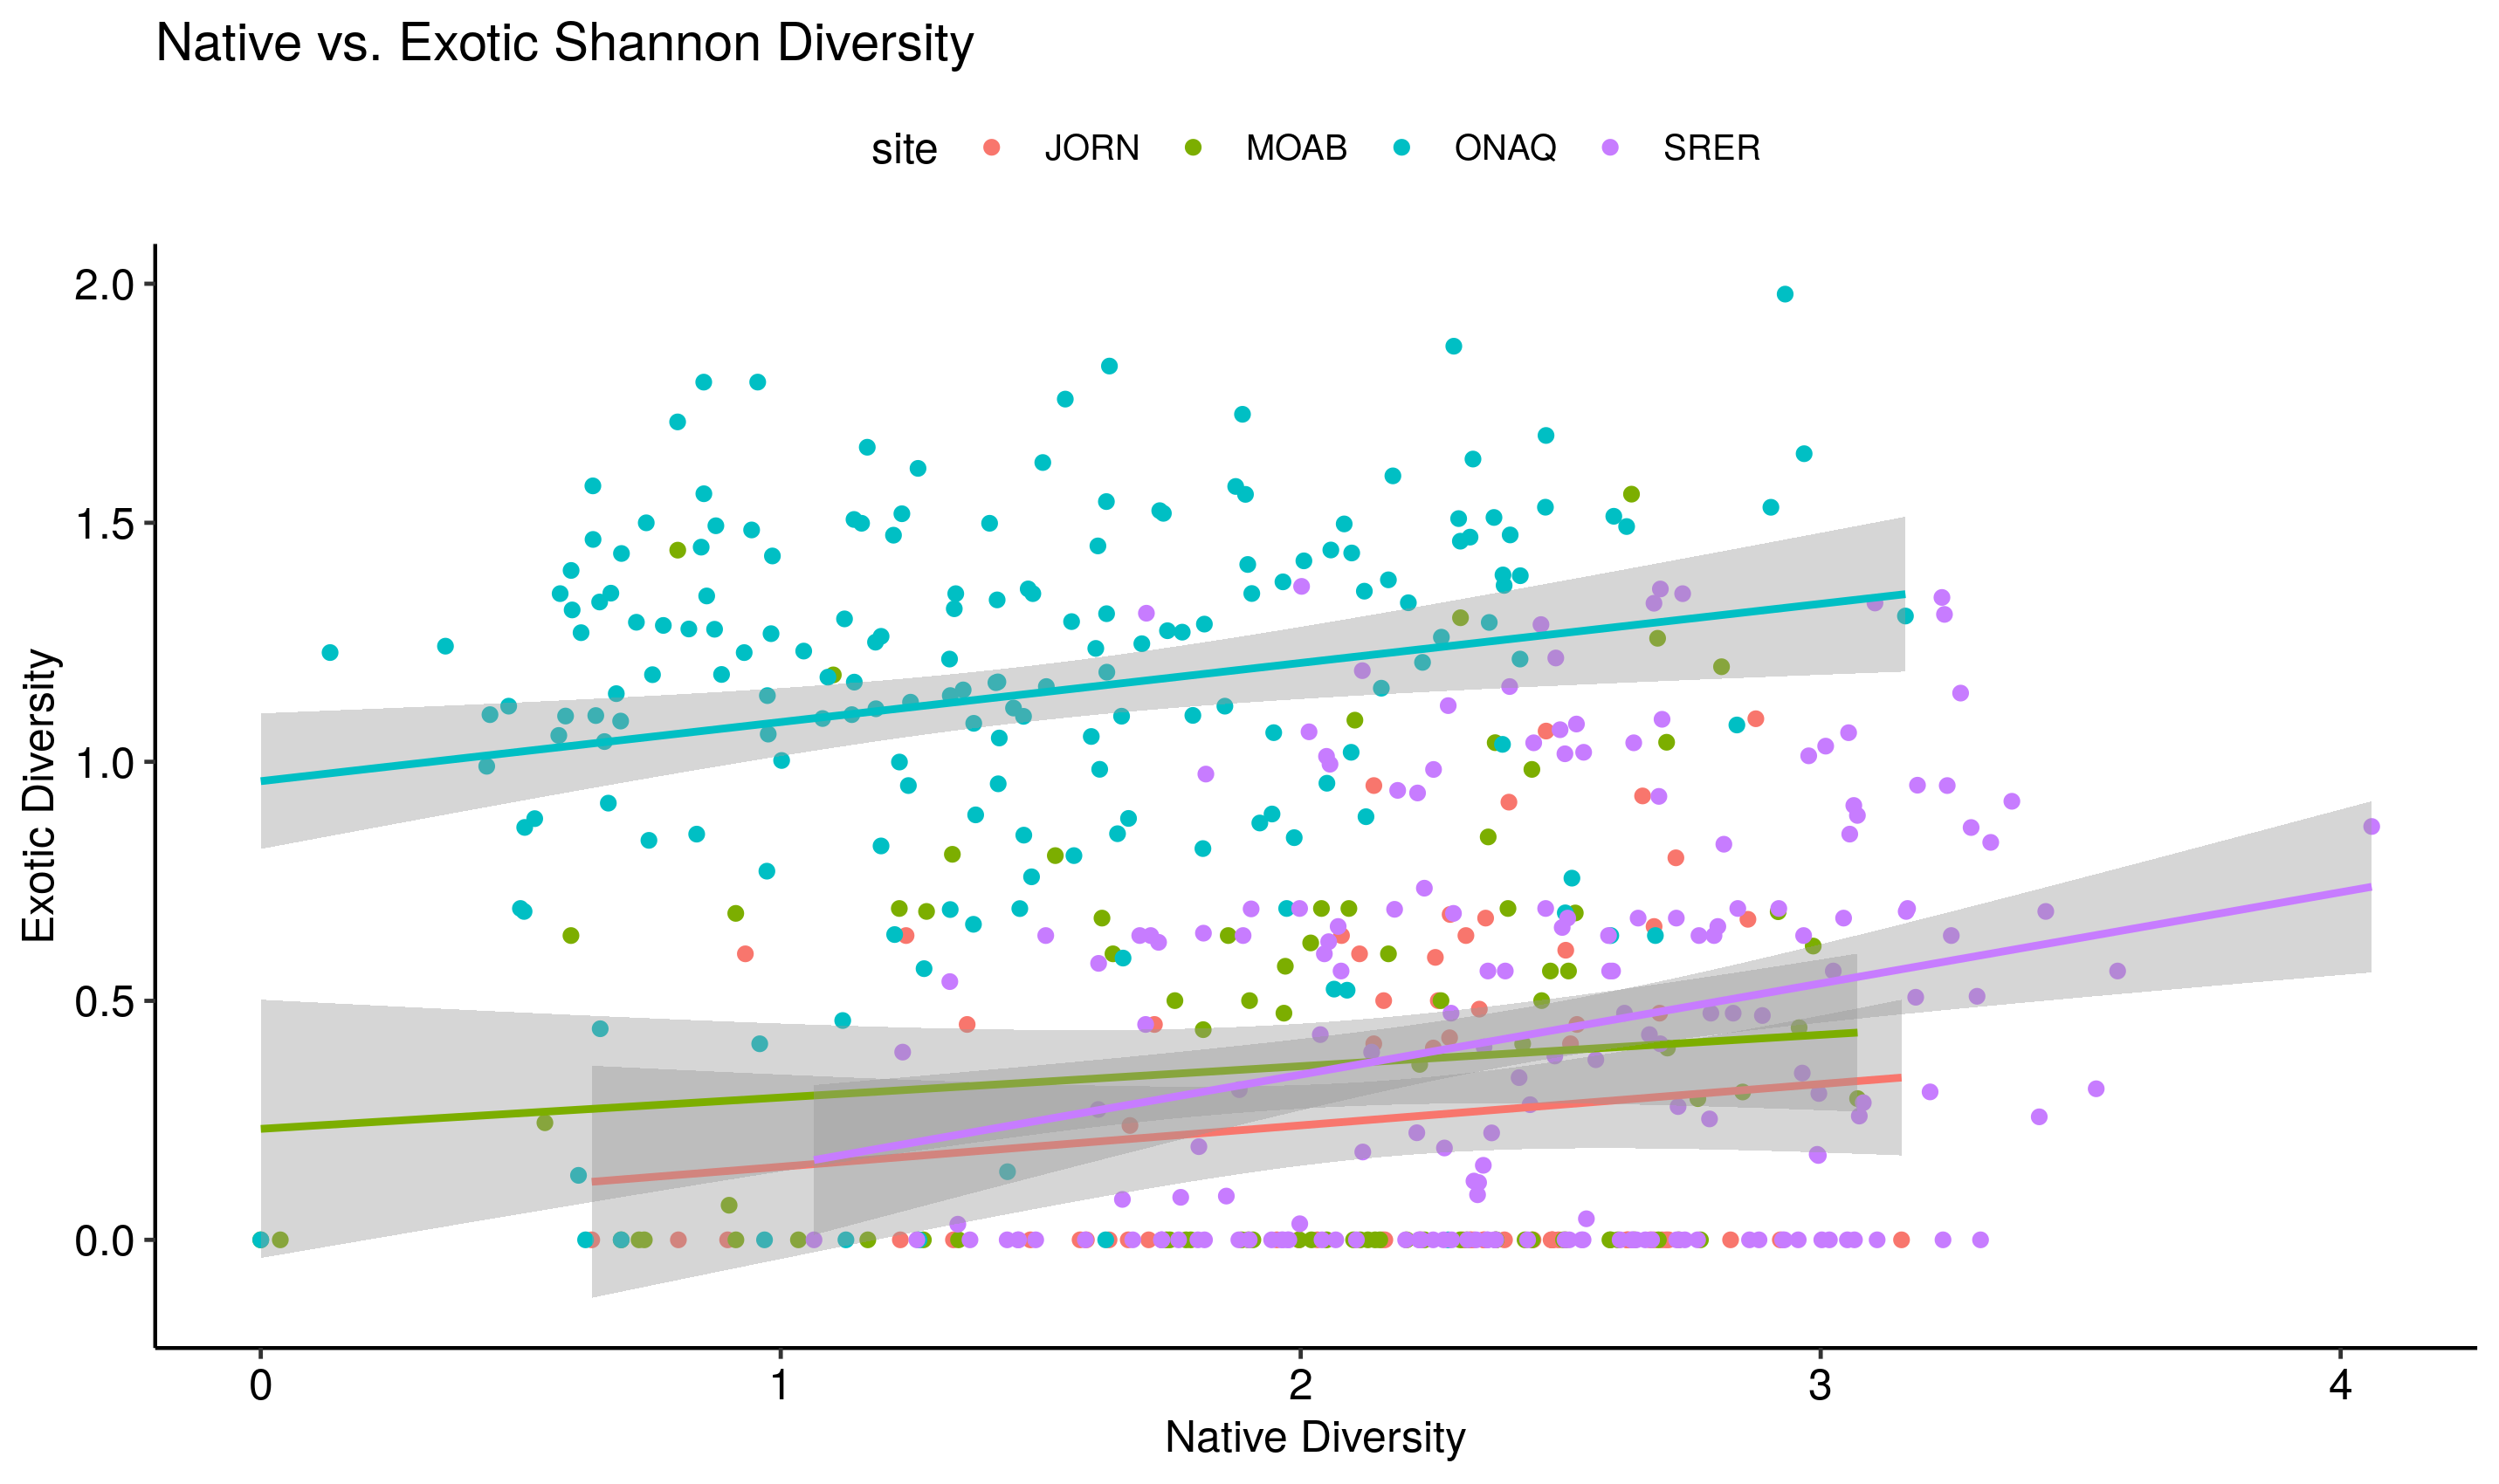 Native vs. Exotic Shannon Diversity
site JORN MOAB ONAQ SRER
2.0
1.5
1.0
0.5
0.0
Exotic Diversity
0 1 2 3 4
Native Diversity